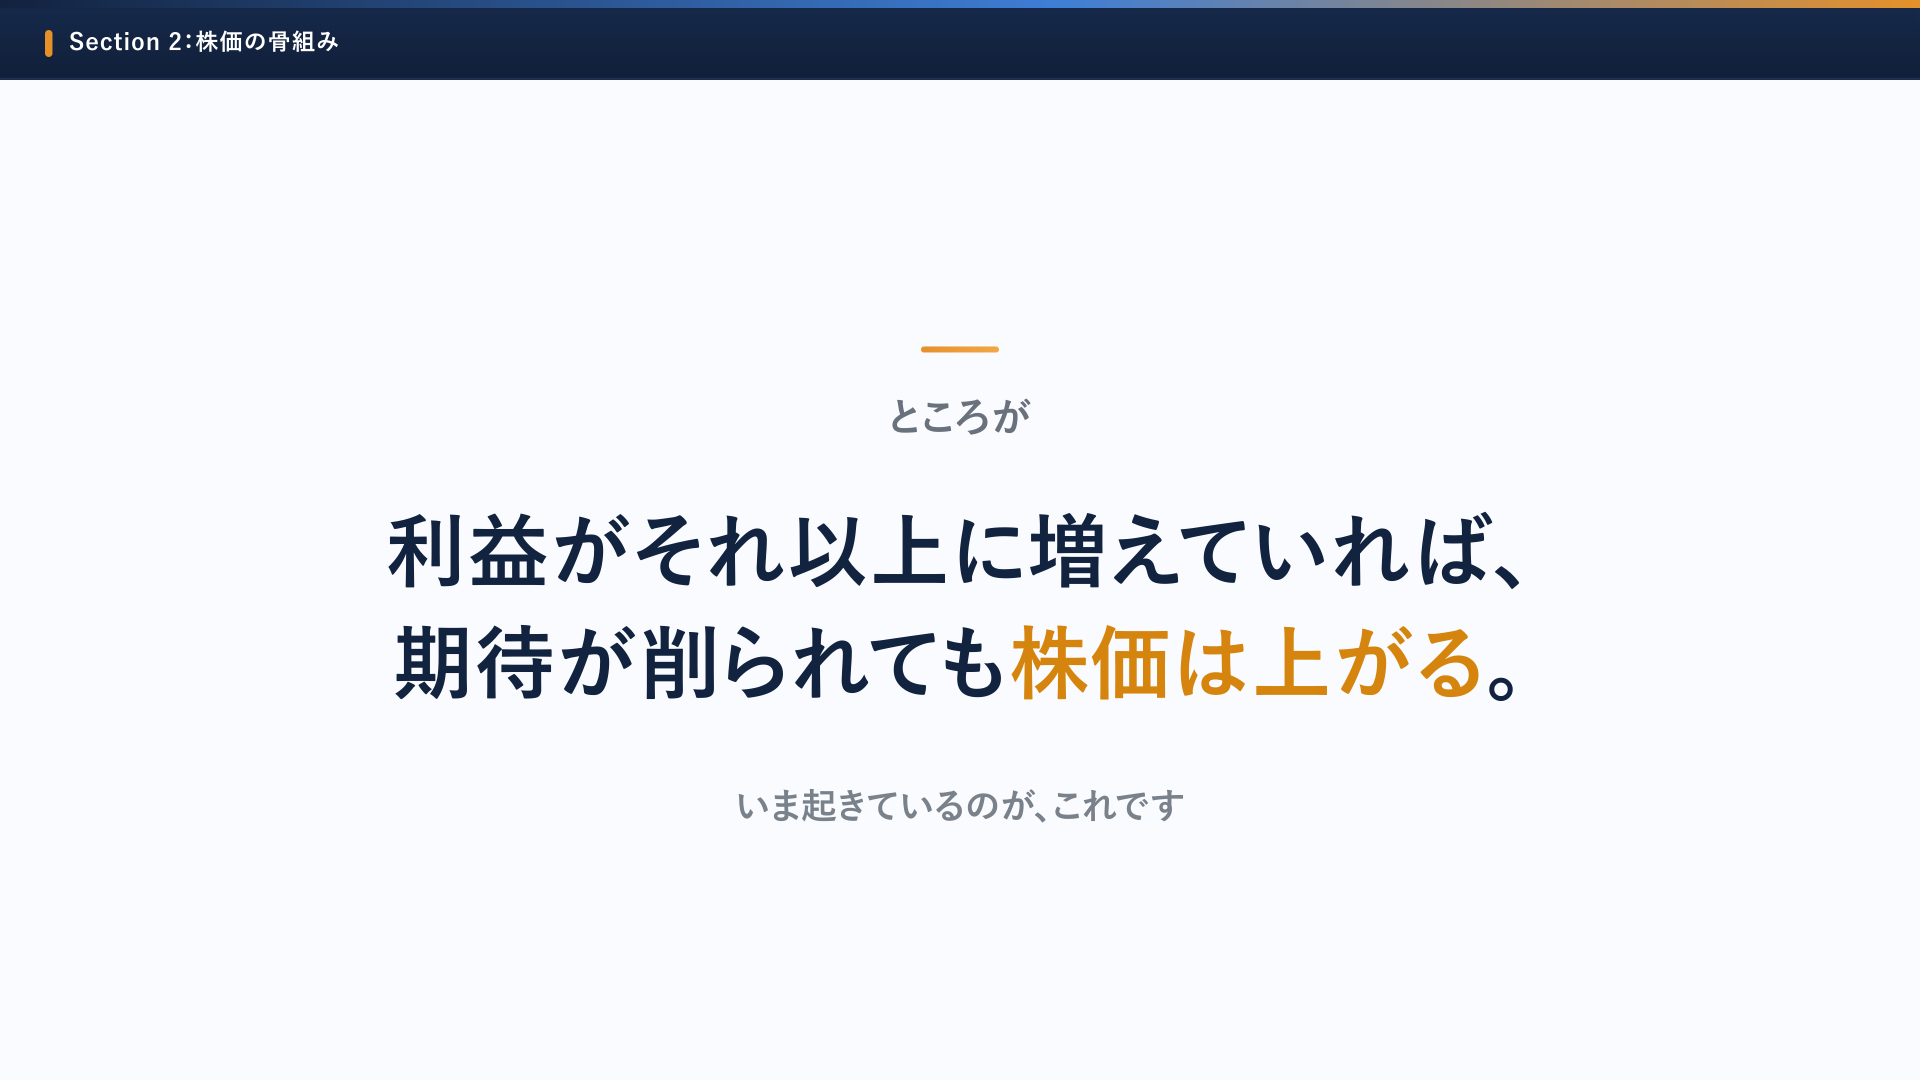 Section 2：株価の骨組み
ところが
利益がそれ以上に増えていれば、
期待が削られても株価は上がる。
いま起きているのが、これです